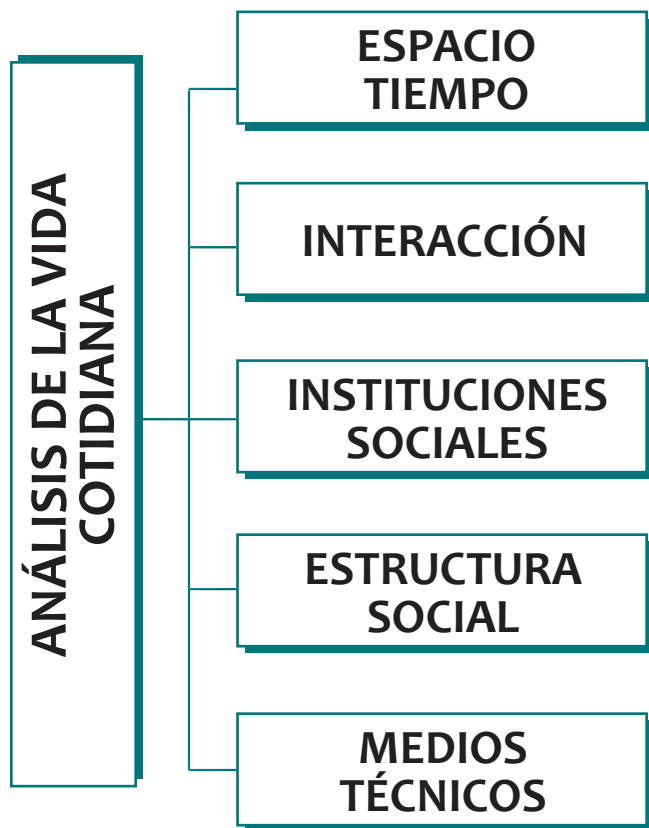 ANÁLISIS DE LA VIDA
COTIDIANA
ESPACIO
TIEMPO
INTERACCIÓN
INSTITUCIONES
SOCIALES
ESTRUCTURA
SOCIAL
MEDIOS
TÉCNICOS